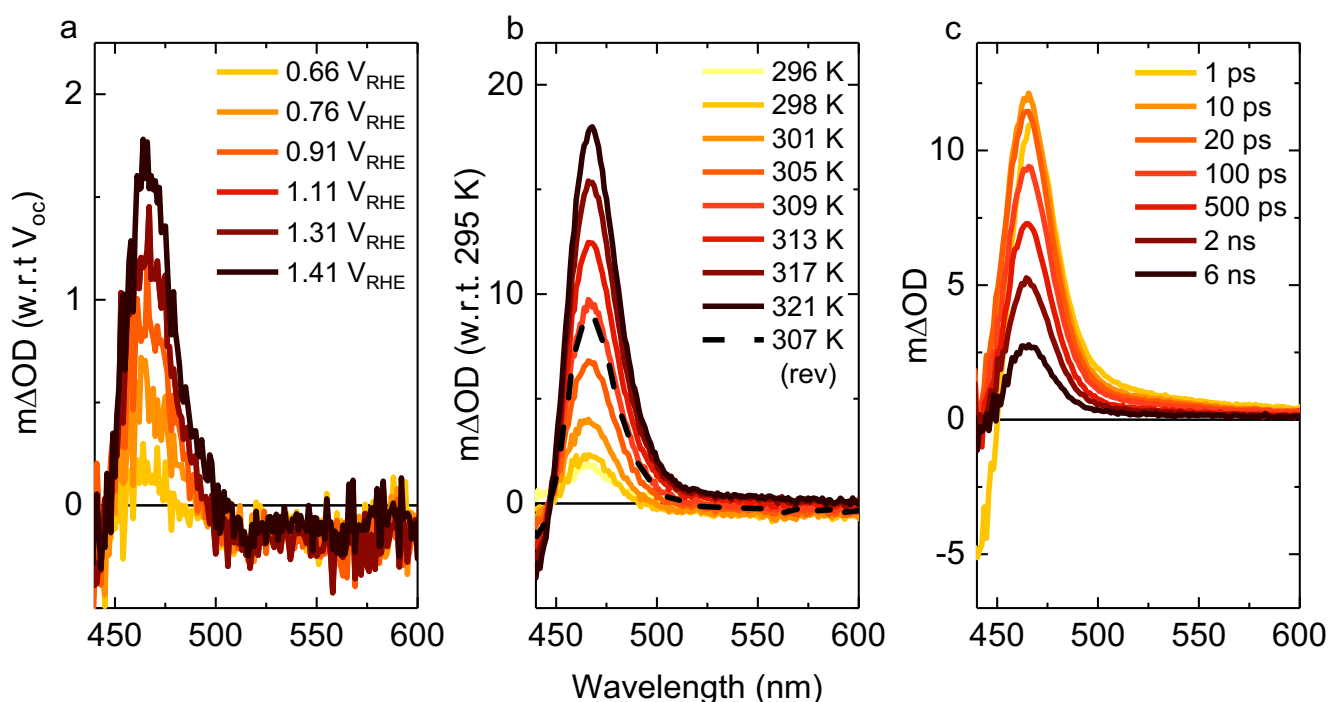 a
mΔOD (w.r.t V_oc)
2
1
0
450 500 550 600
0.66 V_RHE
0.76 V_RHE
0.91 V_RHE
1.11 V_RHE
1.31 V_RHE
1.41 V_RHE
b
mΔOD (w.r.t. 295 K)
20
10
0
450 500 550 600
296 K
298 K
301 K
305 K
309 K
313 K
317 K
321 K
307 K
(rev)
c
mΔOD
10
5
0
-5
450 500 550 600
1 ps
10 ps
20 ps
100 ps
500 ps
2 ns
6 ns
Wavelength (nm)